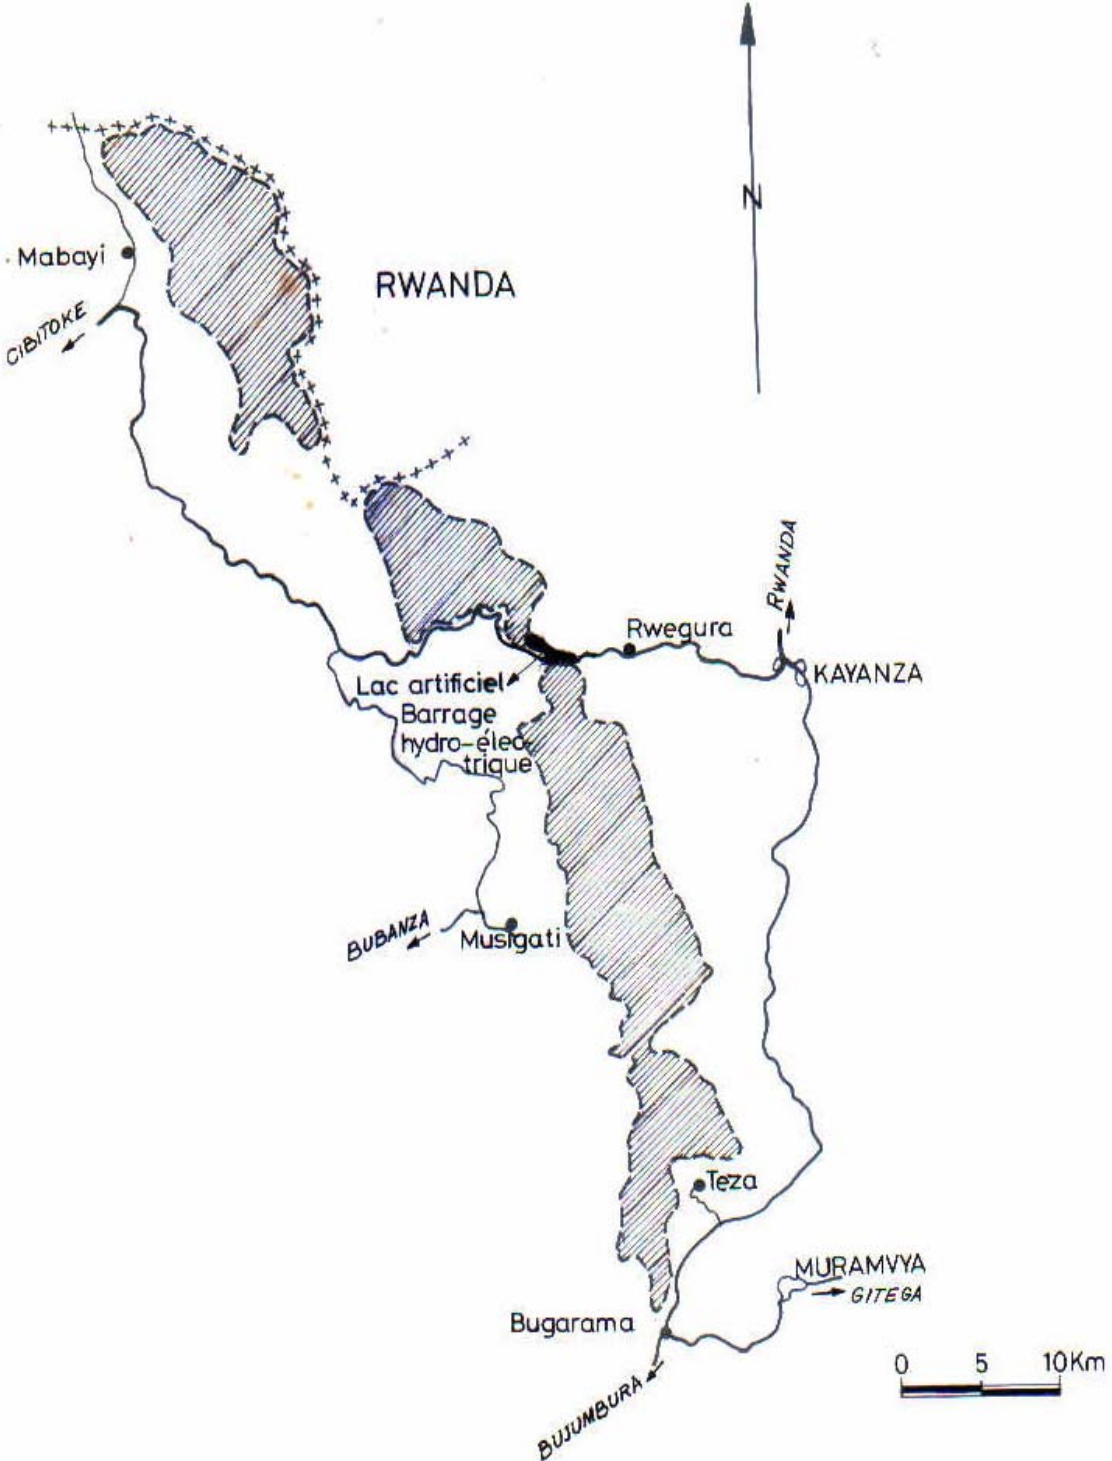 N
Mabayi
RWANDA
CIBITOKE
RWANDA
Rwegura
KAYANZA
Lac artificiel
Barrage
hydro-élec-
trique
BUBANZA
Musigati
Teza
MURAMVYA
GITEGA
Bugarama
0 5 10Km
BUJUMBURA